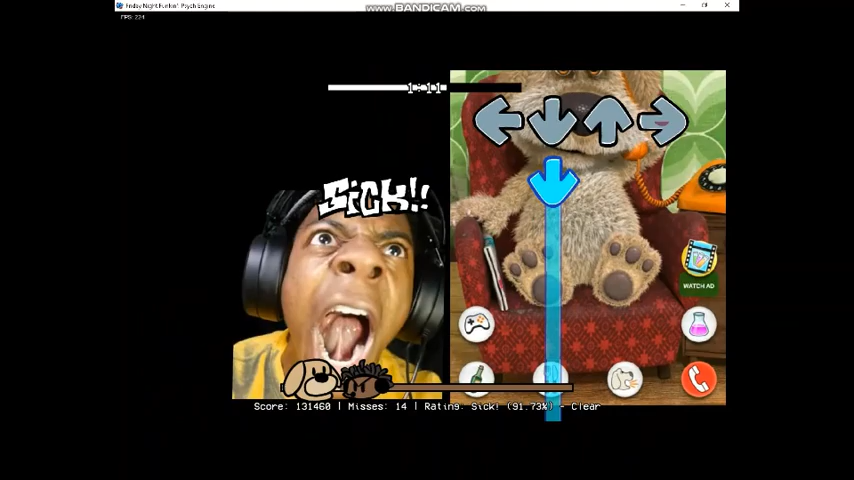 Friday Night Funkin': Psych Engine
WWW.BANDICAM.COM
FPS: 224
SiCK!!
WATCH AD
Score: 131460 | Misses: 14 | Rating: Sick! (91.73%) - Clear